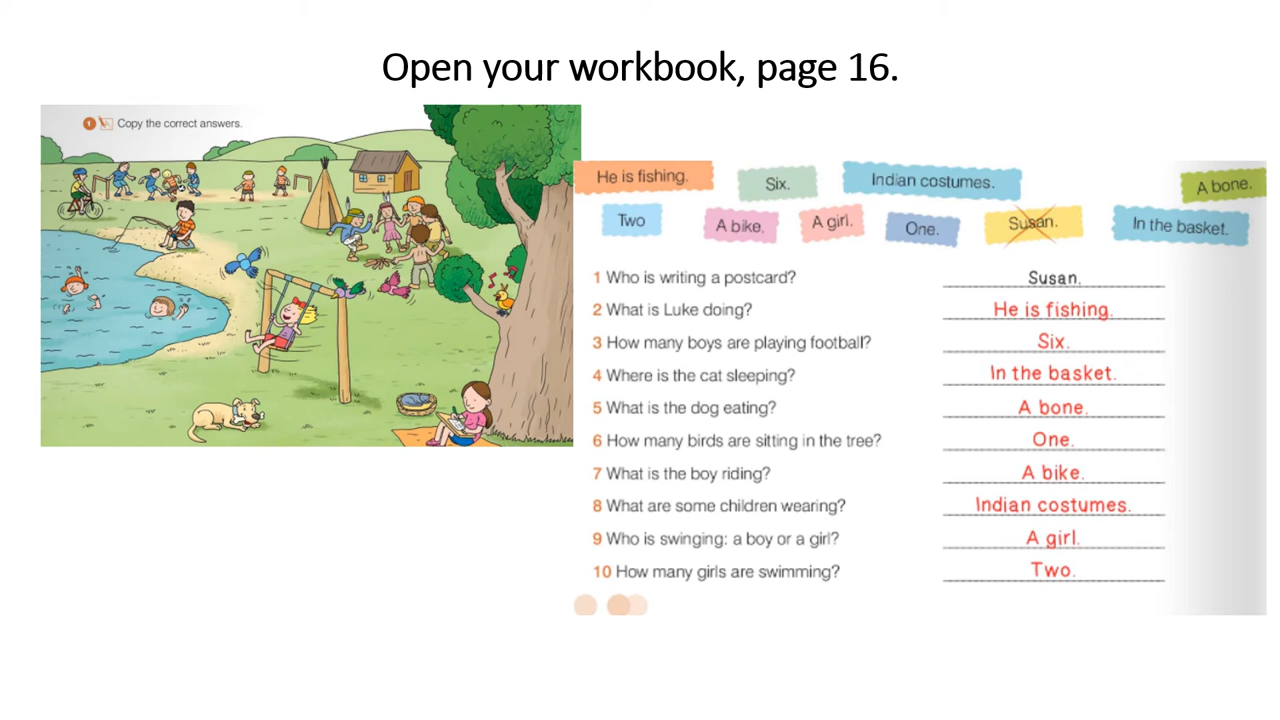 Open your workbook, page 16.
1 Copy the correct answers.
He is fishing. Six. Indian costumes. A bone.
Two A bike. A girl. One. Susan. In the basket.
1 Who is writing a postcard? Susan.
2 What is Luke doing? He is fishing.
3 How many boys are playing football? Six.
4 Where is the cat sleeping? In the basket.
5 What is the dog eating? A bone.
6 How many birds are sitting in the tree? One.
7 What is the boy riding? A bike.
8 What are some children wearing? Indian costumes.
9 Who is swinging: a boy or a girl? A girl.
10 How many girls are swimming? Two.